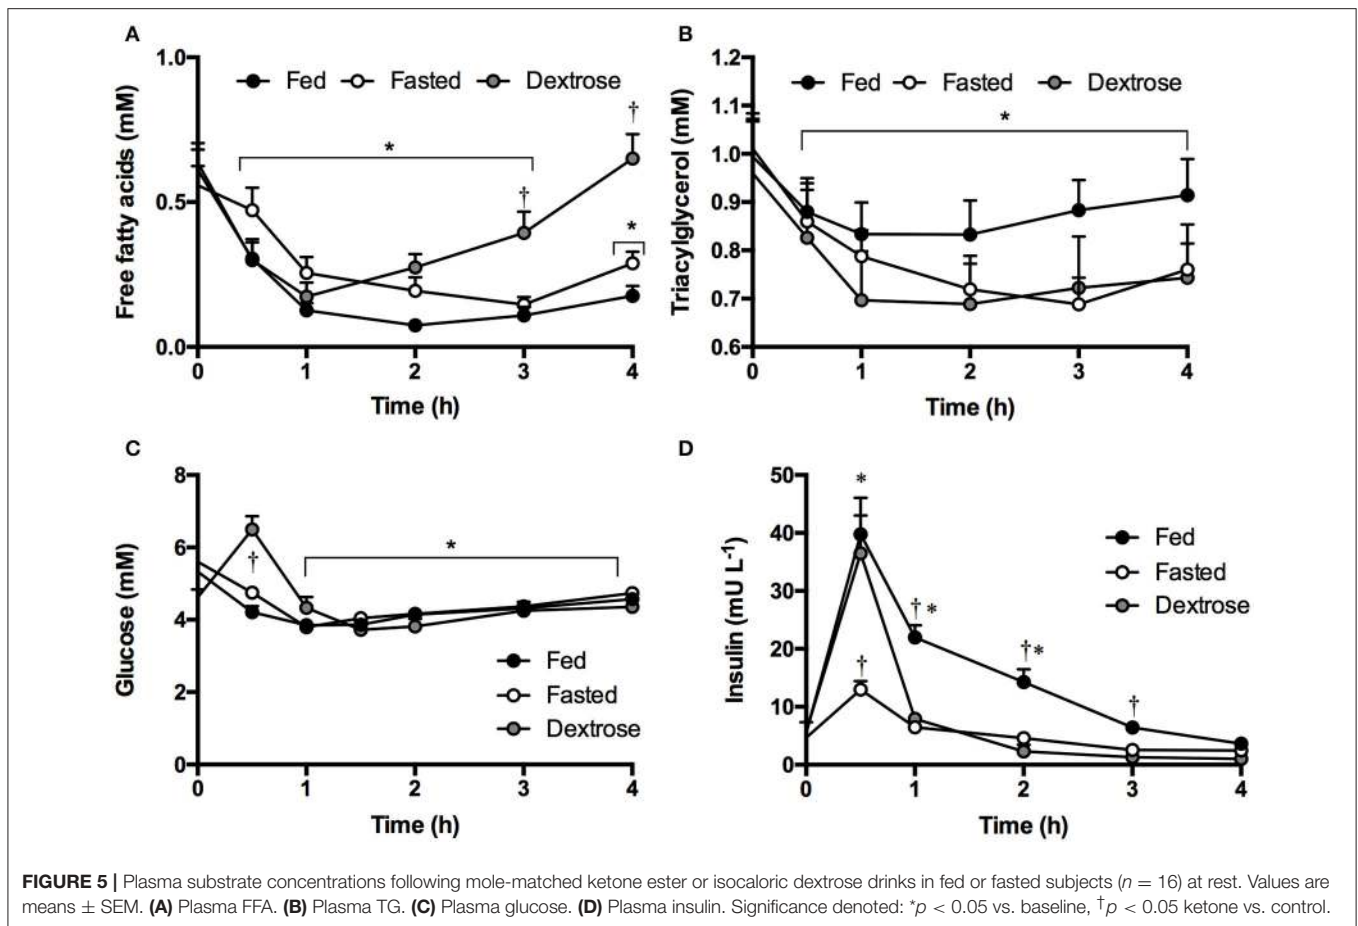 A
1.0
Fed Fasted Dextrose
†
*
†
*
0.5
0.0
Free fatty acids (mM)
0 1 2 3 4
Time (h)
B
1.2
Fed Fasted Dextrose
1.1
*
1.0
0.9
0.8
0.7
0.6
Triacylglycerol (mM)
0 1 2 3 4
Time (h)
C
8
6
†
*
4
2
0
Glucose (mM)
Fed
Fasted
Dextrose
0 1 2 3 4
Time (h)
D
50
*
40
Fed
Fasted
Dextrose
30
† *
20
†*
†
†
10
0
Insulin (mU L-1)
0 1 2 3 4
Time (h)
FIGURE 5 | Plasma substrate concentrations following mole-matched ketone ester or isocaloric dextrose drinks in fed or fasted subjects (n = 16) at rest. Values are
means ± SEM. (A) Plasma FFA. (B) Plasma TG. (C) Plasma glucose. (D) Plasma insulin. Significance denoted: *p < 0.05 vs. baseline, †p < 0.05 ketone vs. control.